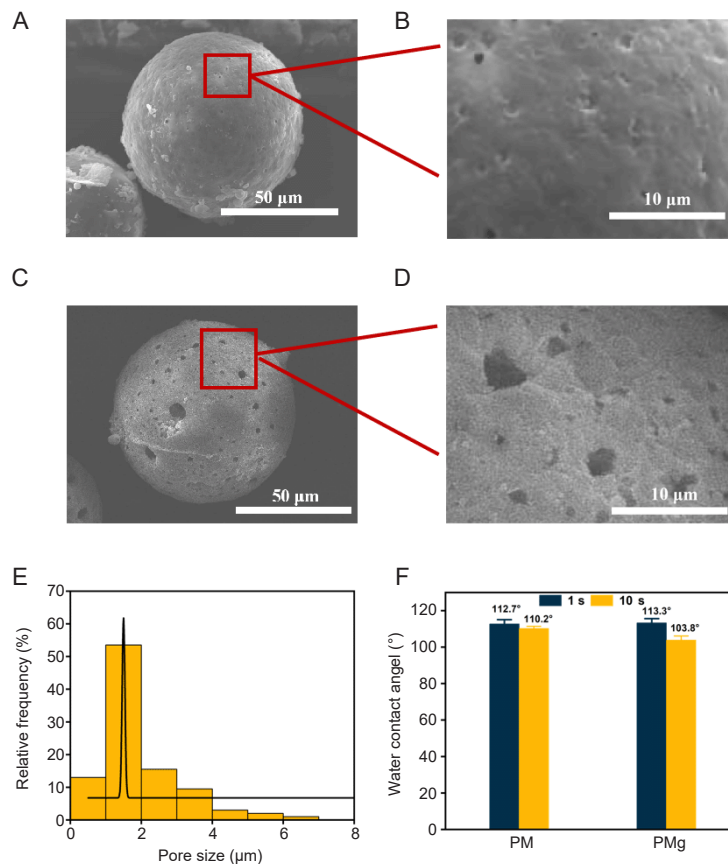 A
B
50 µm
10 µm
C
D
50 µm
10 µm
E
F
Relative frequency (%)
70
60
50
40
30
20
10
0
0
2
4
6
8
Pore size (µm)
Water contact angel (°)
120
100
80
60
40
20
0
1 s
10 s
112.7°
110.2°
113.3°
103.8°
PM
PMg